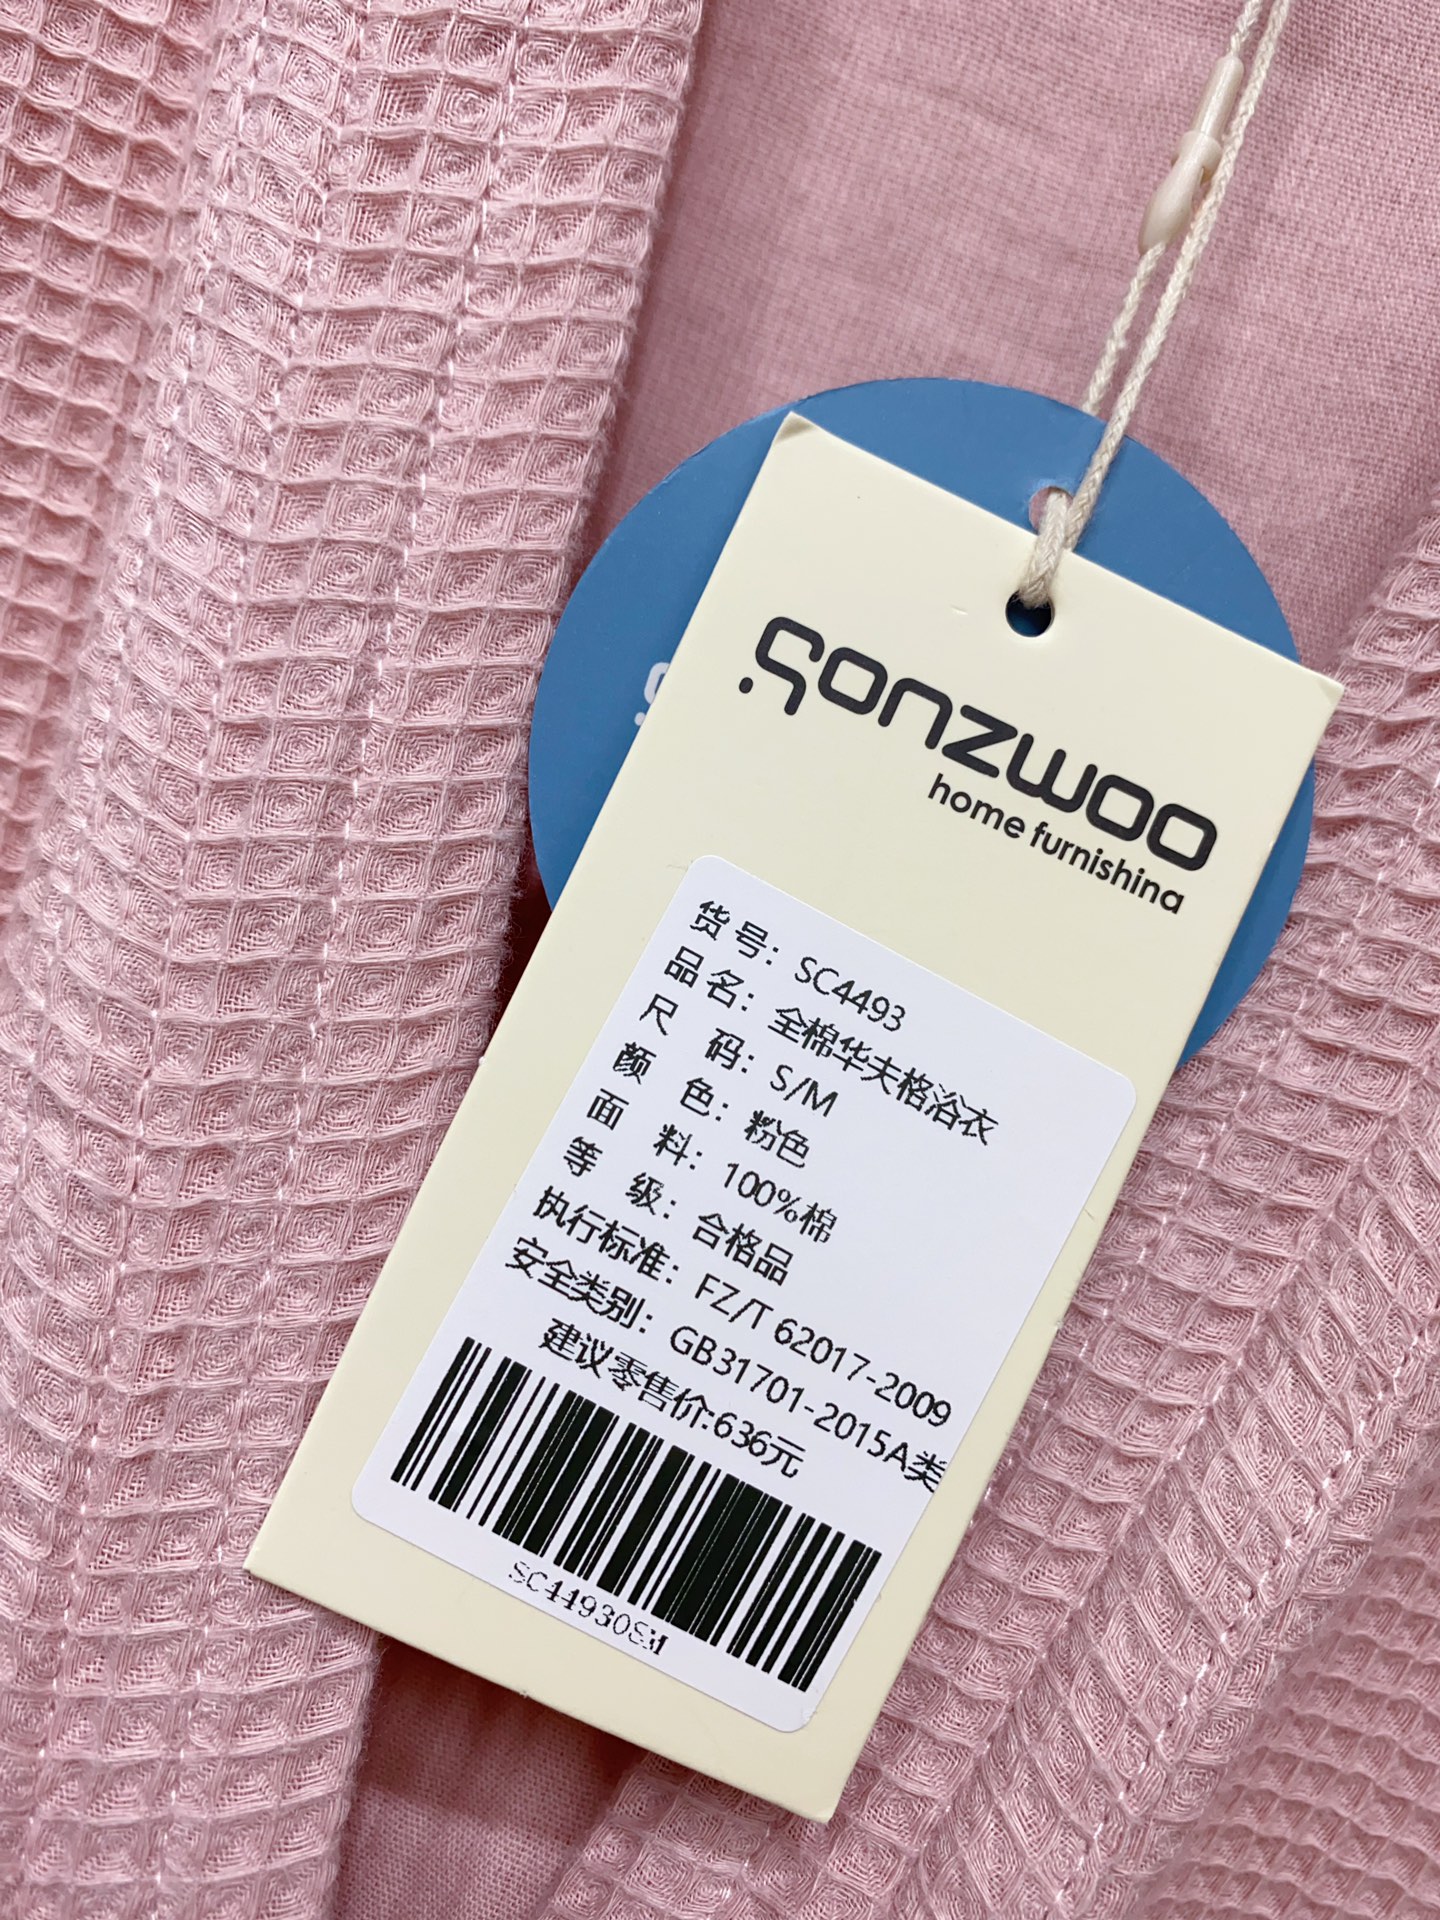 sonzwoo
home furnishing
货号: SC4493
品名: 全棉华夫格浴衣
尺 码: S/M
颜 色: 粉色
面 料: 100%棉
等 级: 合格品
执行标准: FZ/T 62017-2009
安全类别: GB31701-2015A类
建议零售价:636元
SC44930SM